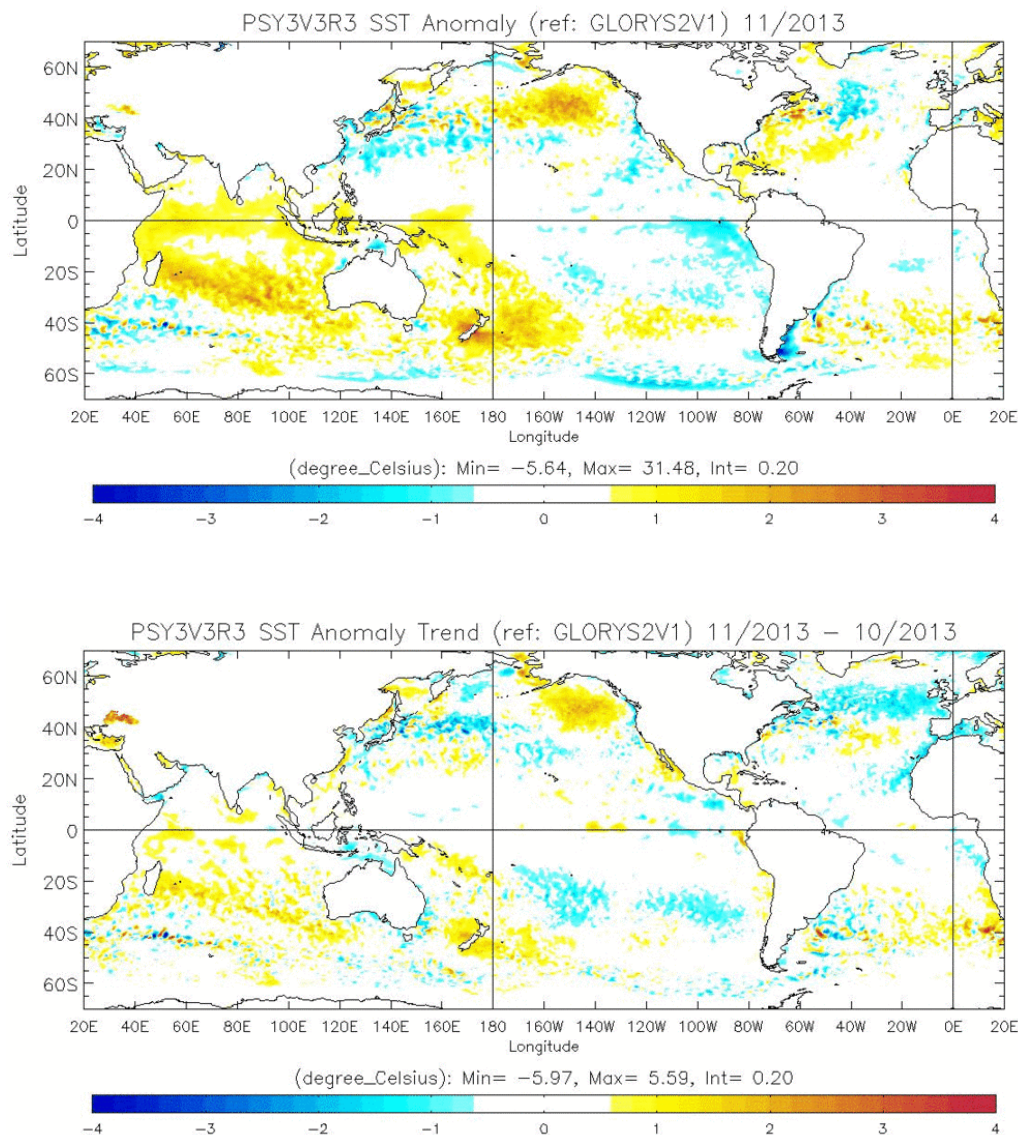 PSY3V3R3 SST Anomaly (ref: GLORYS2V1) 11/2013
60N
40N
20N
0
20S
40S
60S
Latitude
20E 40E 60E 80E 100E 120E 140E 160E 180 160W 140W 120W 100W 80W 60W 40W 20W 0E 20E
Longitude
(degree_Celsius): Min= -5.64, Max= 31.48, Int= 0.20
-4 -3 -2 -1 0 1 2 3 4
PSY3V3R3 SST Anomaly Trend (ref: GLORYS2V1) 11/2013 - 10/2013
60N
40N
20N
0
20S
40S
60S
Latitude
20E 40E 60E 80E 100E 120E 140E 160E 180 160W 140W 120W 100W 80W 60W 40W 20W 0E 20E
Longitude
(degree_Celsius): Min= -5.97, Max= 5.59, Int= 0.20
-4 -3 -2 -1 0 1 2 3 4